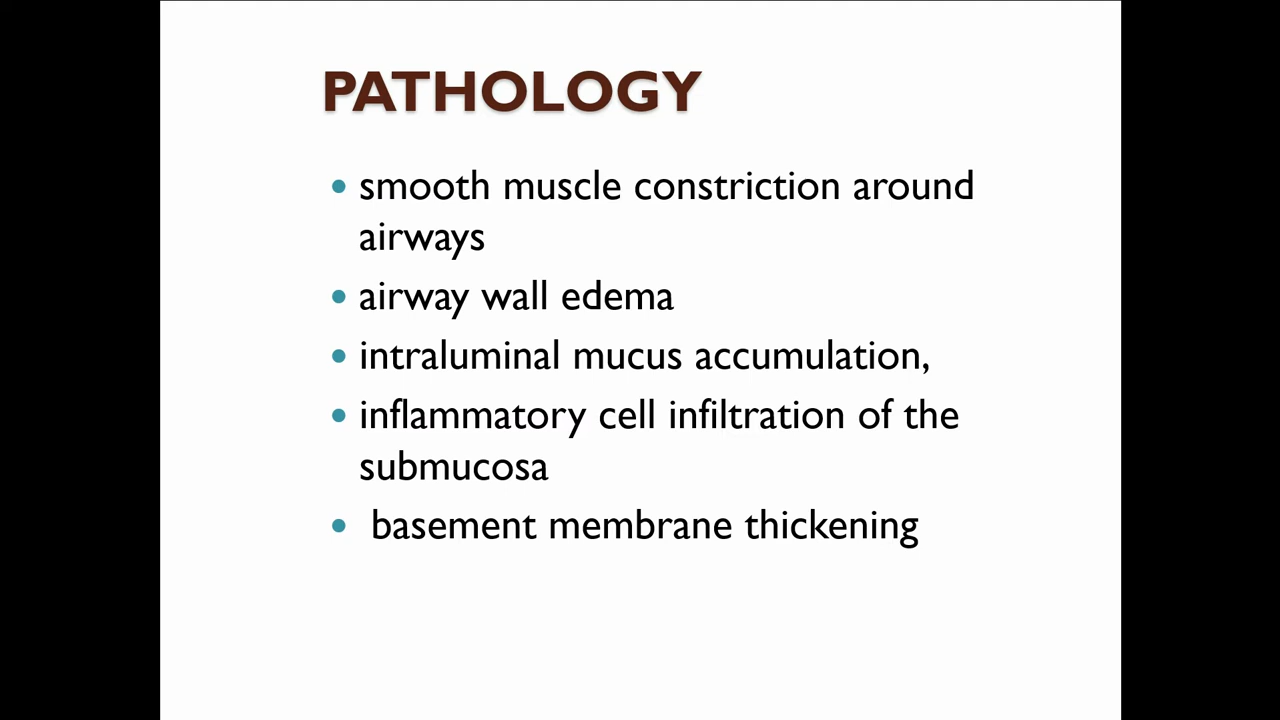 PATHOLOGY
• smooth muscle constriction around
airways
• airway wall edema
• intraluminal mucus accumulation,
• inflammatory cell infiltration of the
submucosa
• basement membrane thickening